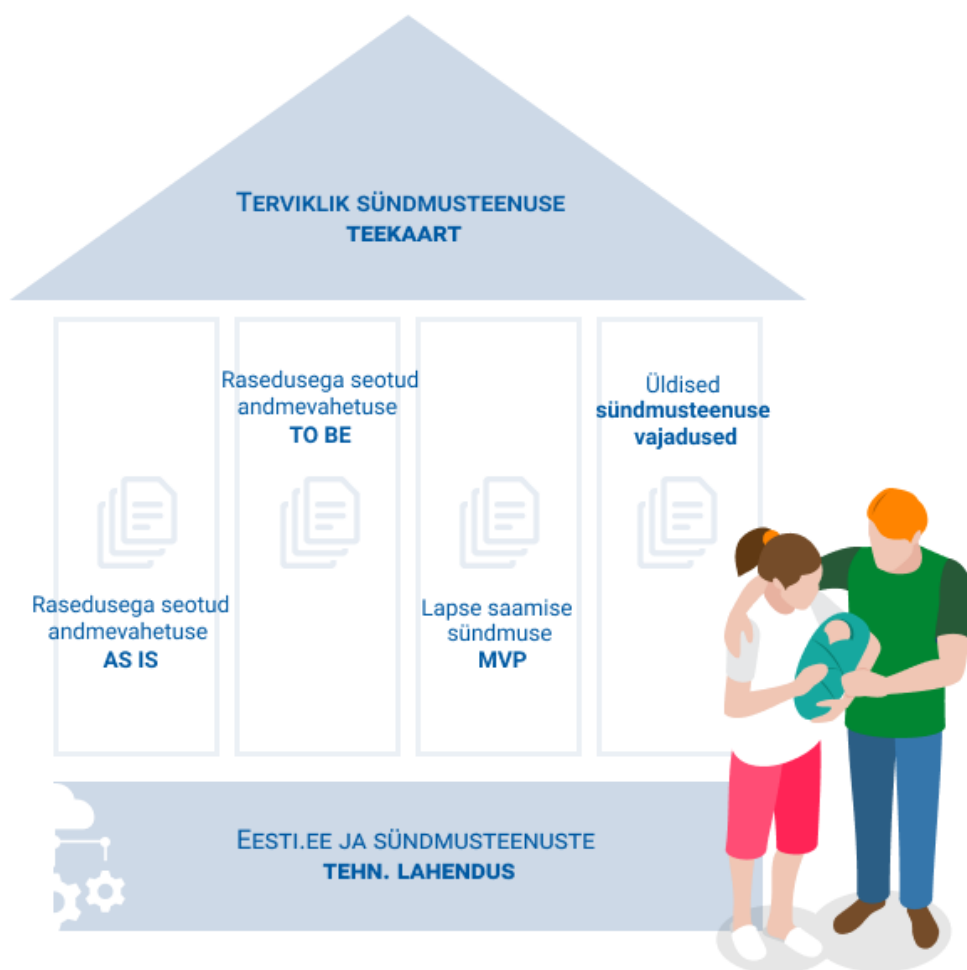 TERVIKLIK SÜNDMUSTEENUSE
TEEKAART
Rasedusega seotud
andmevahetuse
AS IS
Rasedusega seotud
andmevahetuse
TO BE
Lapse saamise
sündmuse
MVP
Üldised
sündmusteenuse
vajadused
EESTI.EE JA SÜNDMUSTEENUSTE
TEHN. LAHENDUS